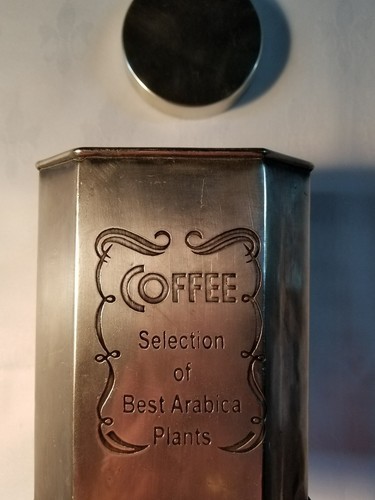 COFFEE
Selection
of
Best Arabica
Plants